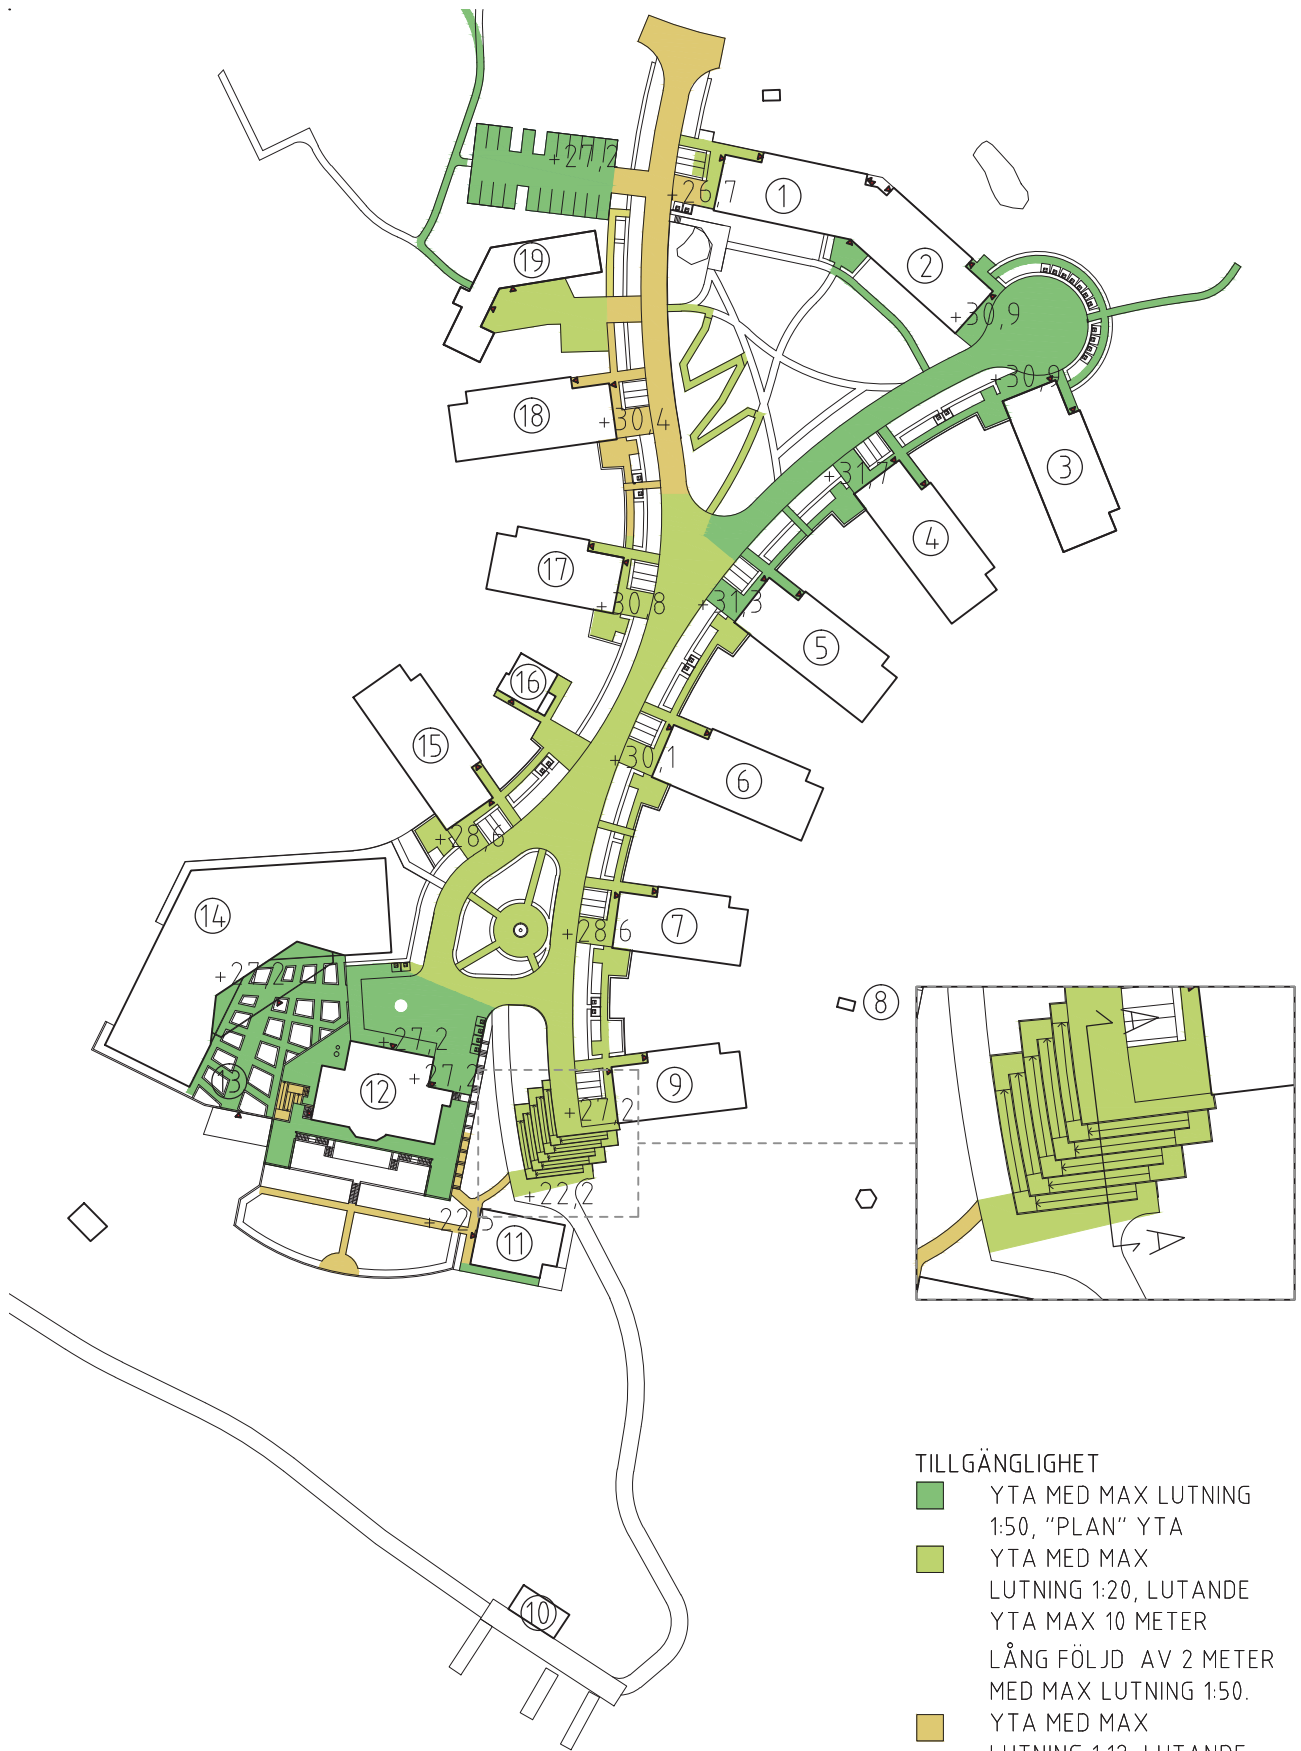 +27,2
+26,7
1
19
2
+30,9
+30,9
18
+30,4
3
+31,7
4
17
+30,8
+31,3
5
16
15
+30,1
6
+28,6
14
7
+28,6
+27,2
8
+27,2
+27,2
13
12
9
+27,2
A
+22,2
11
A
10
TILLGÄNGLIGHET
YTA MED MAX LUTNING
1:50, "PLAN" YTA
YTA MED MAX
LUTNING 1:20, LUTANDE
YTA MAX 10 METER
LÅNG FÖLJD AV 2 METER
MED MAX LUTNING 1:50.
YTA MED MAX
LUTNING 1:12, LUTANDE